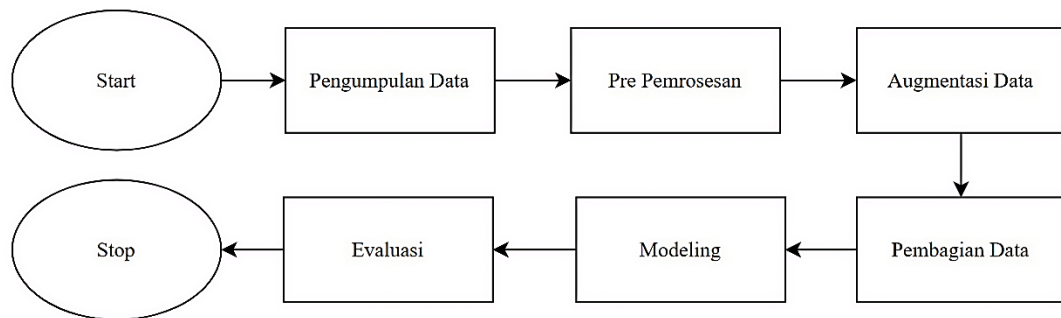 Start
Pengumpulan Data
Pre Pemrosesan
Augmentasi Data
Pembagian Data
Modeling
Evaluasi
Stop